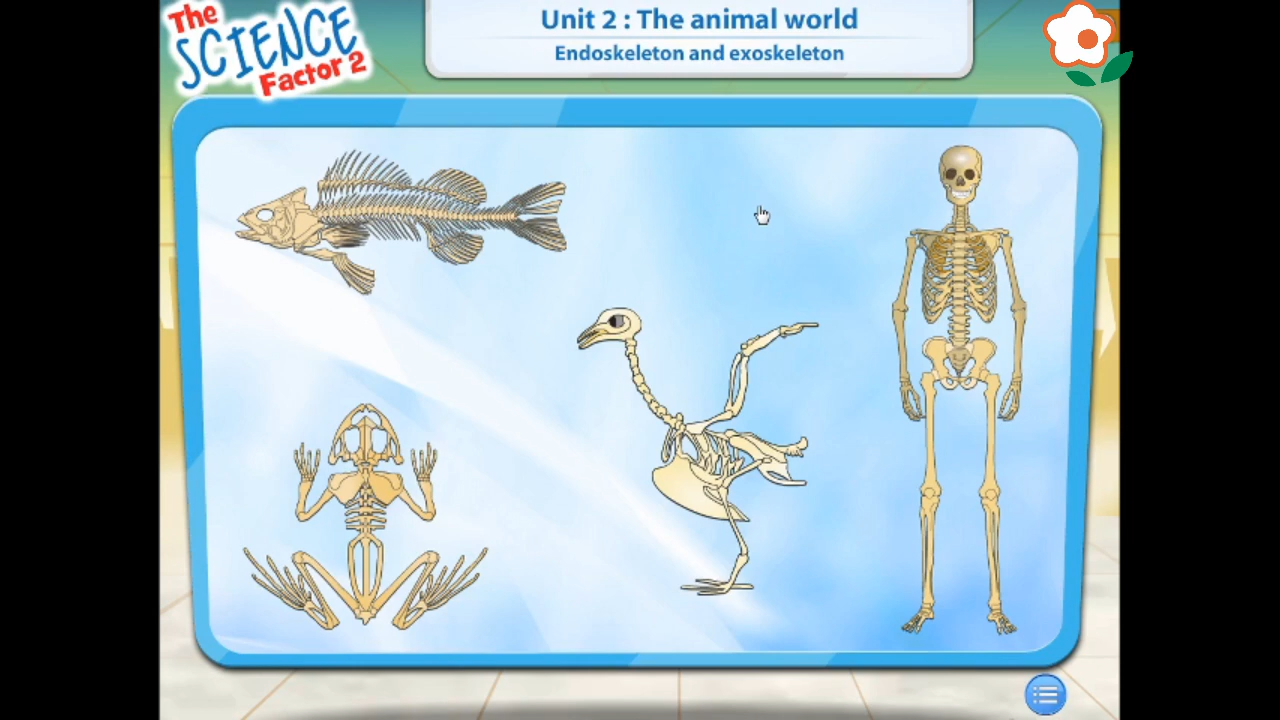 The
SCIENCE
Factor 2
Unit 2 : The animal world
Endoskeleton and exoskeleton